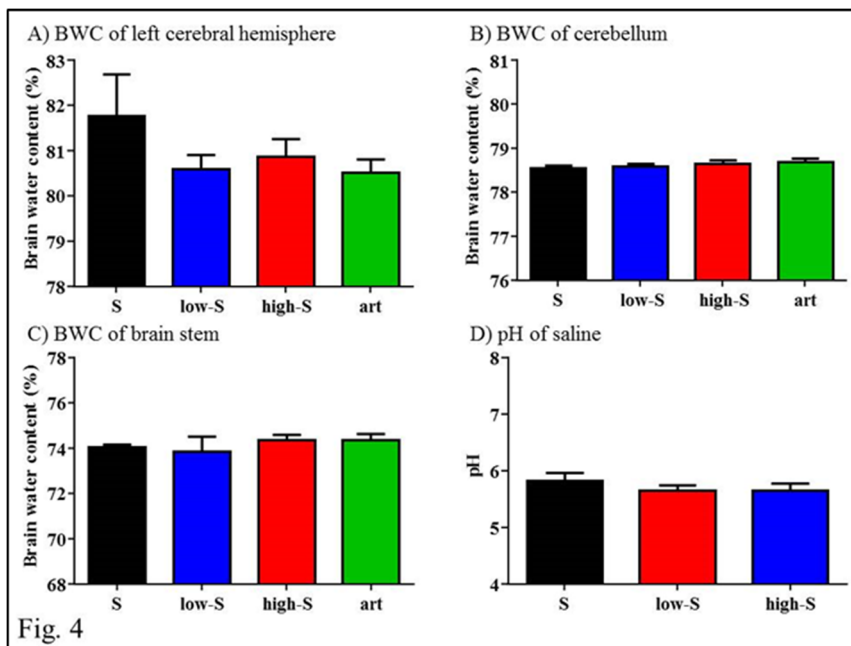 A) BWC of left cerebral hemisphere
Brain water content (%)
83
82
81
80
79
78
S low-S high-S art
B) BWC of cerebellum
Brain water content (%)
81
80
79
78
77
76
S low-S high-S art
C) BWC of brain stem
Brain water content (%)
78
76
74
72
70
68
S low-S high-S art
D) pH of saline
pH
8
7
6
5
4
S low-S high-S
Fig. 4